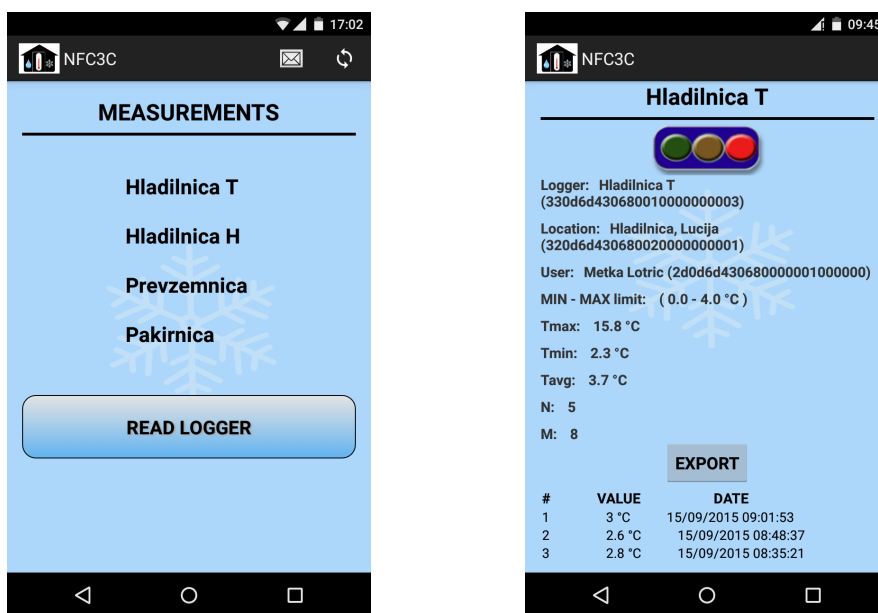 17:02
NFC3C
MEASUREMENTS
Hladilnica T
Hladilnica H
Prevzemnica
Pakirnica
READ LOGGER
09:45
NFC3C
Hladilnica T
Logger: Hladilnica T
(330d6d430680010000000003)
Location: Hladilnica, Lucija
(320d6d430680020000000001)
User: Metka Lotric (2d0d6d430680000001000000)
MIN - MAX limit: ( 0.0 - 4.0 °C )
Tmax: 15.8 °C
Tmin: 2.3 °C
Tavg: 3.7 °C
N: 5
M: 8
EXPORT
# VALUE DATE
1 3 °C 15/09/2015 09:01:53
2 2.6 °C 15/09/2015 08:48:37
3 2.8 °C 15/09/2015 08:35:21